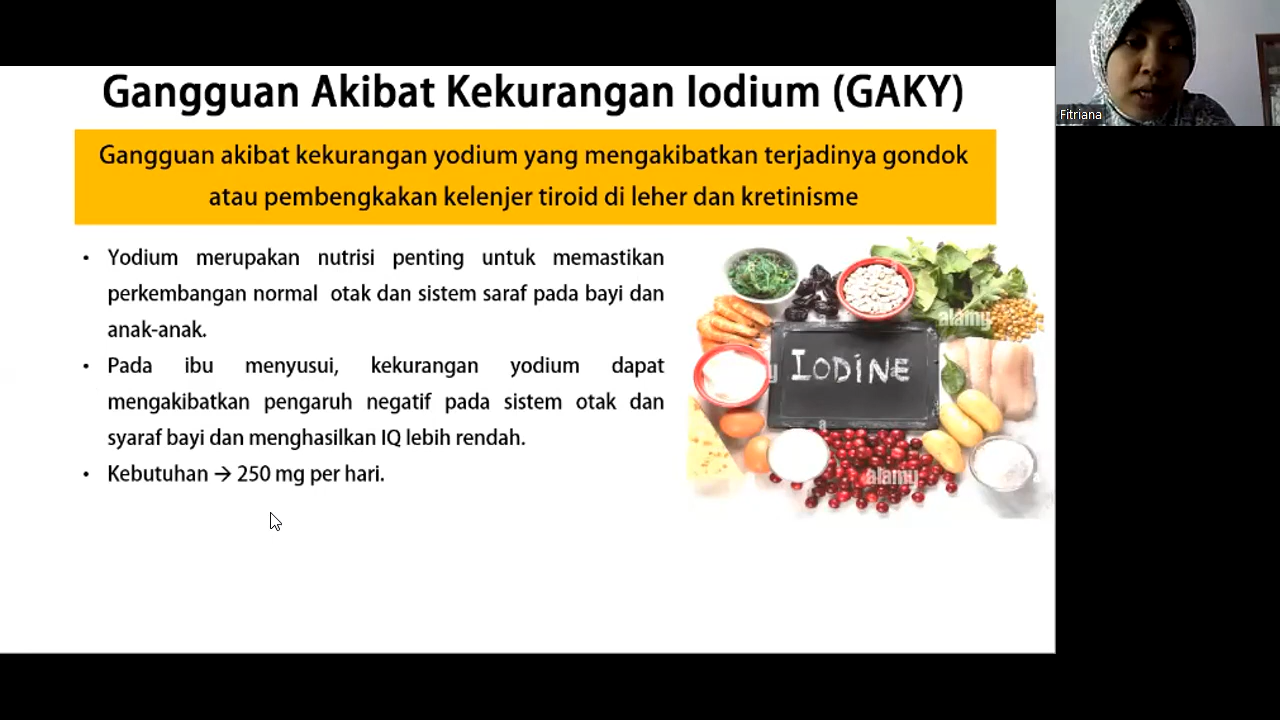 Gangguan Akibat Kekurangan Iodium (GAKY)
Gangguan akibat kekurangan yodium yang mengakibatkan terjadinya gondok
atau pembengkakan kelenjer tiroid di leher dan kretinisme
• Yodium merupakan nutrisi penting untuk memastikan
perkembangan normal otak dan sistem saraf pada bayi dan
anak-anak.
• Pada ibu menyusui, kekurangan yodium dapat
mengakibatkan pengaruh negatif pada sistem otak dan
syaraf bayi dan menghasilkan IQ lebih rendah.
• Kebutuhan → 250 mg per hari.
alamy
IODINE
a
alamy
Fitriana